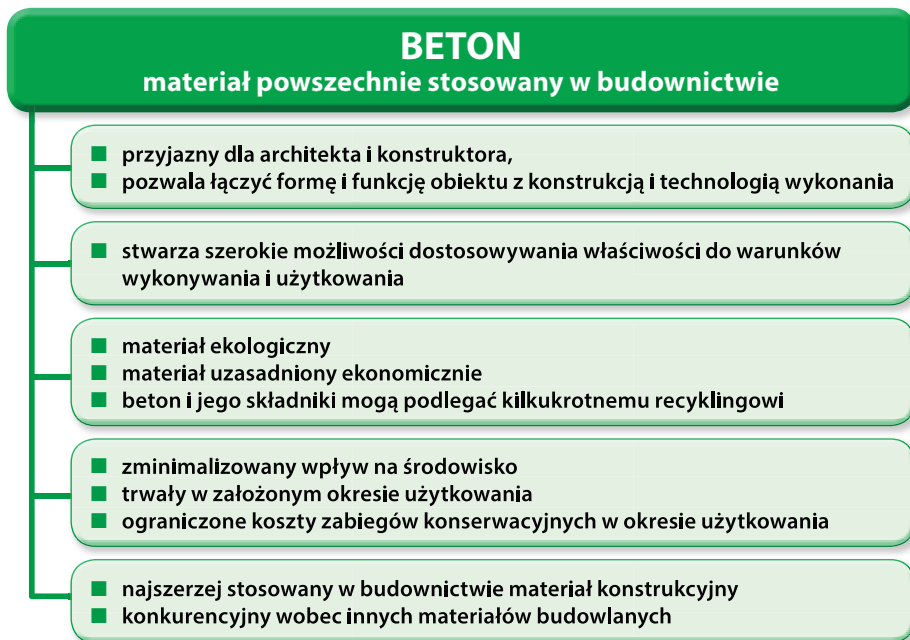 BETON
materiał powszechnie stosowany w budownictwie
■ przyjazny dla architekta i konstruktora,
■ pozwala łączyć formę i funkcję obiektu z konstrukcją i technologią wykonania
■ stwarza szerokie możliwości dostosowywania właściwości do warunków
wykonywania i użytkowania
■ materiał ekologiczny
■ materiał uzasadniony ekonomicznie
■ beton i jego składniki mogą podlegać kilkukrotnemu recyklingowi
■ zminimalizowany wpływ na środowisko
■ trwały w założonym okresie użytkowania
■ ograniczone koszty zabiegów konserwacyjnych w okresie użytkowania
■ najszerzej stosowany w budownictwie materiał konstrukcyjny
■ konkurencyjny wobec innych materiałów budowlanych